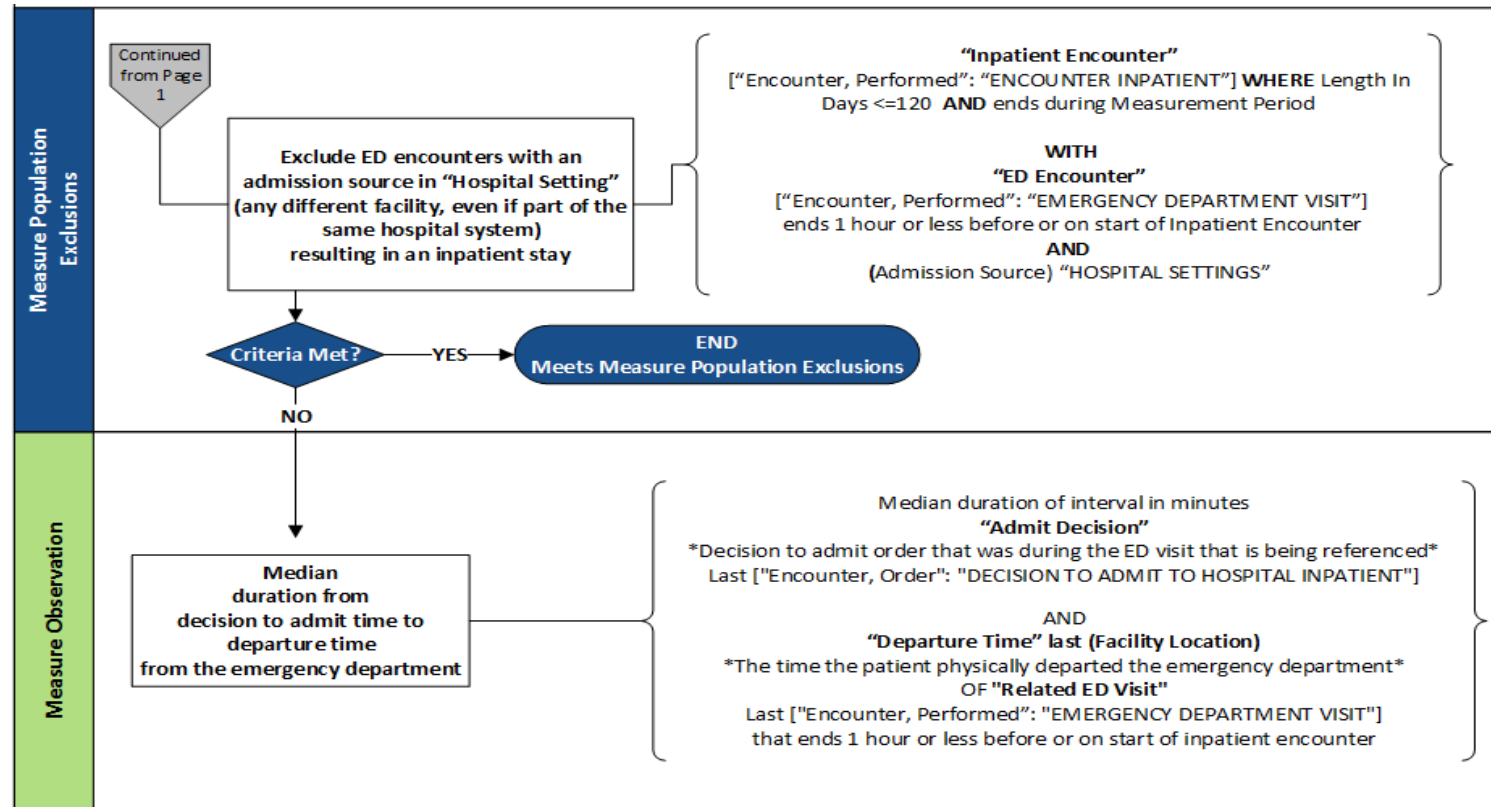 Measure Population
Exclusions
Continued
from Page
1
Exclude ED encounters with an
admission source in “Hospital Setting”
(any different facility, even if part of the
same hospital system)
resulting in an inpatient stay
“Inpatient Encounter”
[“Encounter, Performed”: “ENCOUNTER INPATIENT”] WHERE Length In
Days <=120 AND ends during Measurement Period
WITH
“ED Encounter”
[“Encounter, Performed”: “EMERGENCY DEPARTMENT VISIT”]
ends 1 hour or less before or on start of Inpatient Encounter
AND
(Admission Source) “HOSPITAL SETTINGS”
Criteria Met?
YES
END
Meets Measure Population Exclusions
NO
Measure Observation
Median
duration from
decision to admit time to
departure time
from the emergency department
Median duration of interval in minutes
“Admit Decision”
*Decision to admit order that was during the ED visit that is being referenced*
Last ["Encounter, Order": "DECISION TO ADMIT TO HOSPITAL INPATIENT"]
AND
“Departure Time” last (Facility Location)
*The time the patient physically departed the emergency department*
OF "Related ED Visit"
Last ["Encounter, Performed”: "EMERGENCY DEPARTMENT VISIT"]
that ends 1 hour or less before or on start of inpatient encounter